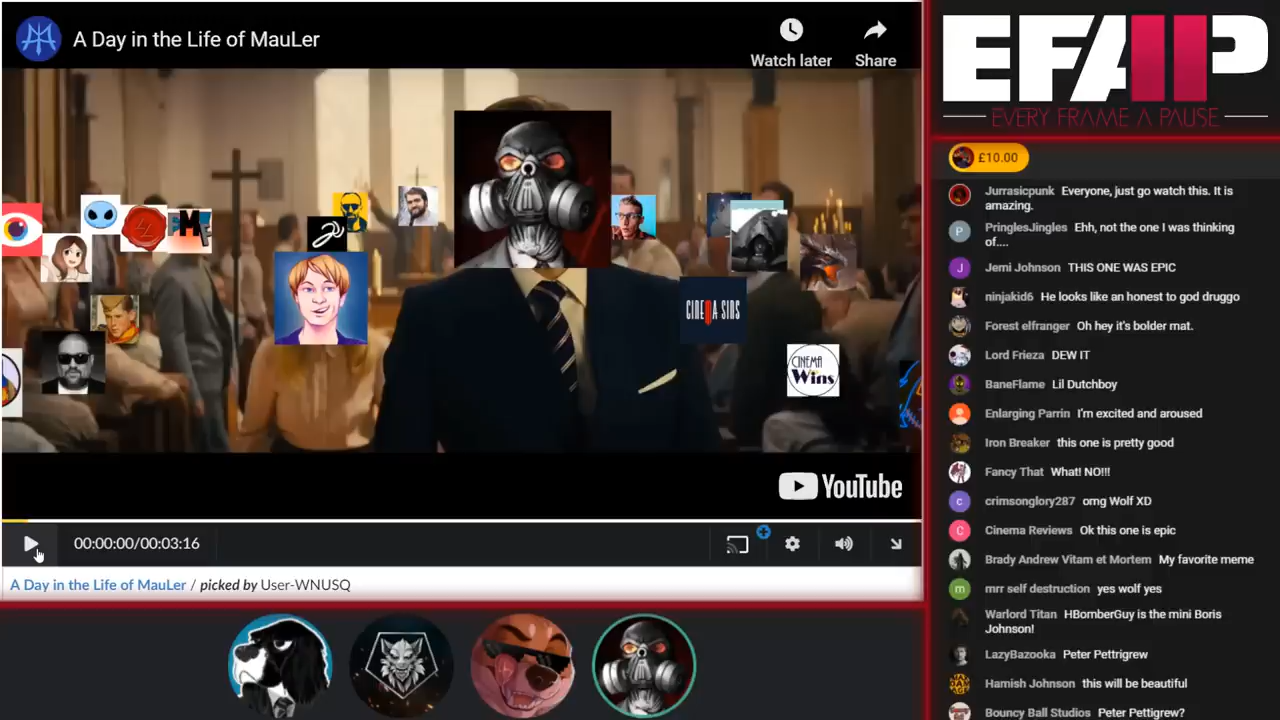 A Day in the Life of MauLer
Watch later
Share
CINEMA SINS
CINEMA
Wins
YouTube
00:00:00/00:03:16
A Day in the Life of MauLer / picked by User-WNUSQ
EFAP
EVERY FRAME A PAUSE
£10.00
Jurrasicpunk Everyone, just go watch this. It is
amazing.
PringlesJingles Ehh, not the one I was thinking
of....
Jemi Johnson THIS ONE WAS EPIC
ninjakid6 He looks like an honest to god druggo
Forest elfranger Oh hey it's bolder mat.
Lord Frieza DEW IT
BaneFlame Lil Dutchboy
Enlarging Parrin I'm excited and aroused
Iron Breaker this one is pretty good
Fancy That What! NO!!!
crimsonglory287 omg Wolf XD
Cinema Reviews Ok this one is epic
Brady Andrew Vitam et Mortem My favorite meme
mrr self destruction yes wolf yes
Warlord Titan HBomberGuy is the mini Boris
Johnson!
LazyBazooka Peter Pettigrew
Hamish Johnson this will be beautiful
Bouncy Ball Studios Peter Pettigrew?